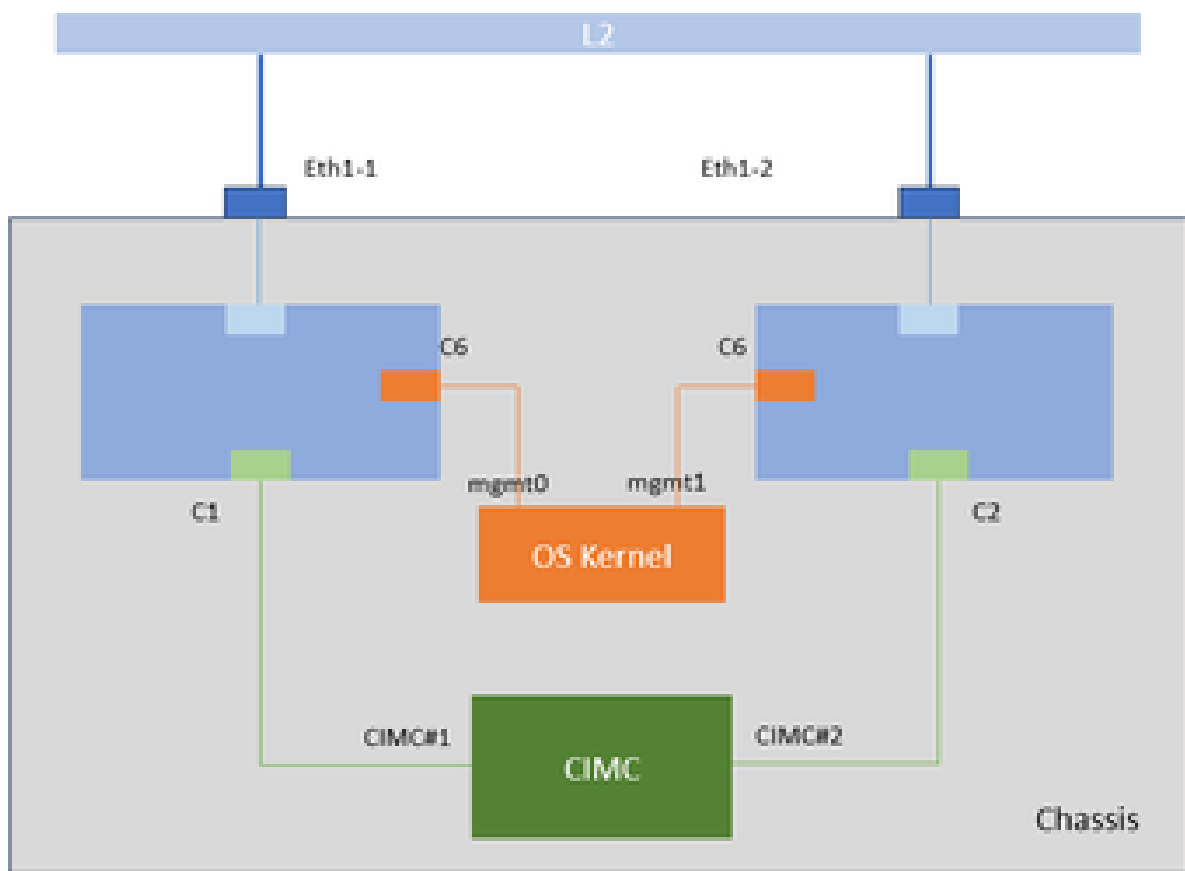 L2
Eth1-1
Eth1-2
C6
C6
mgmt0
mgmt1
C1
C2
OS Kernel
CIMC#1
CIMC#2
CIMC
Chassis